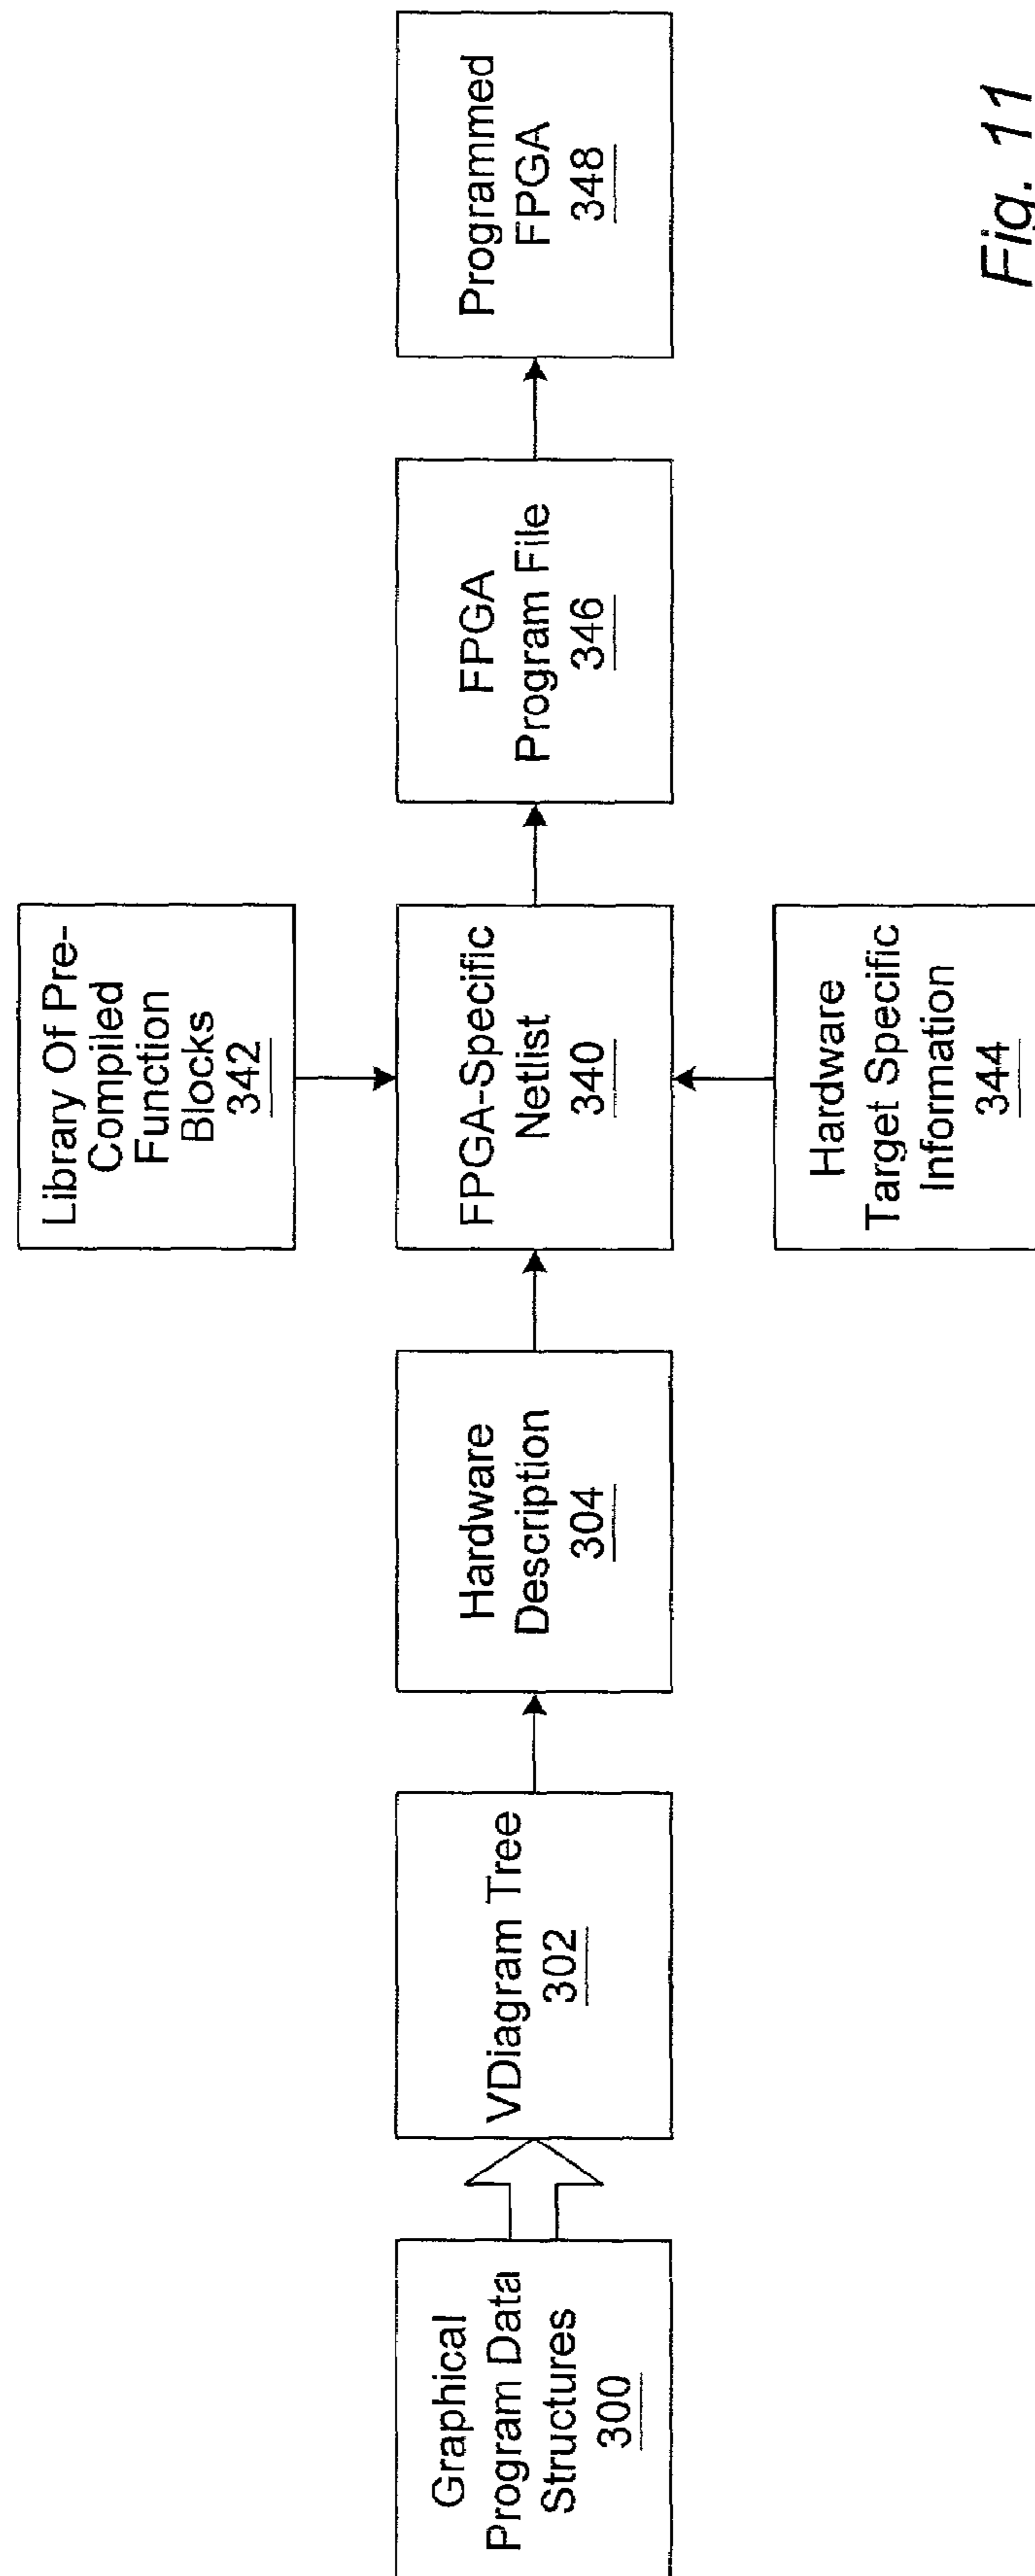 Graphical
Program Data
Structures
300
VDiagram Tree
302
Hardware
Description
304
Library Of Pre-
Compiled
Function
Blocks
342
FPGA-Specific
Netlist
340
Hardware
Target Specific
Information
344
FPGA
Program File
346
Programmed
FPGA
348
Fig. 11